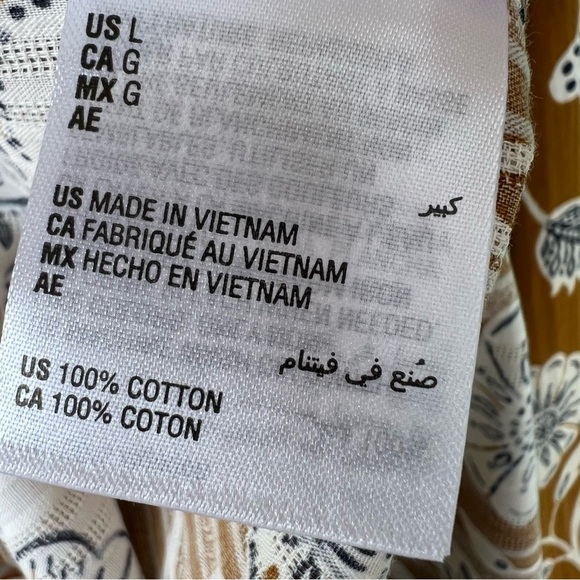 US L
CA G
MX G
AE
كبير
US MADE IN VIETNAM
CA FABRIQUÉ AU VIETNAM
MX HECHO EN VIETNAM
AE
صُنع في فيتنام
US 100% COTTON
CA 100% COTON